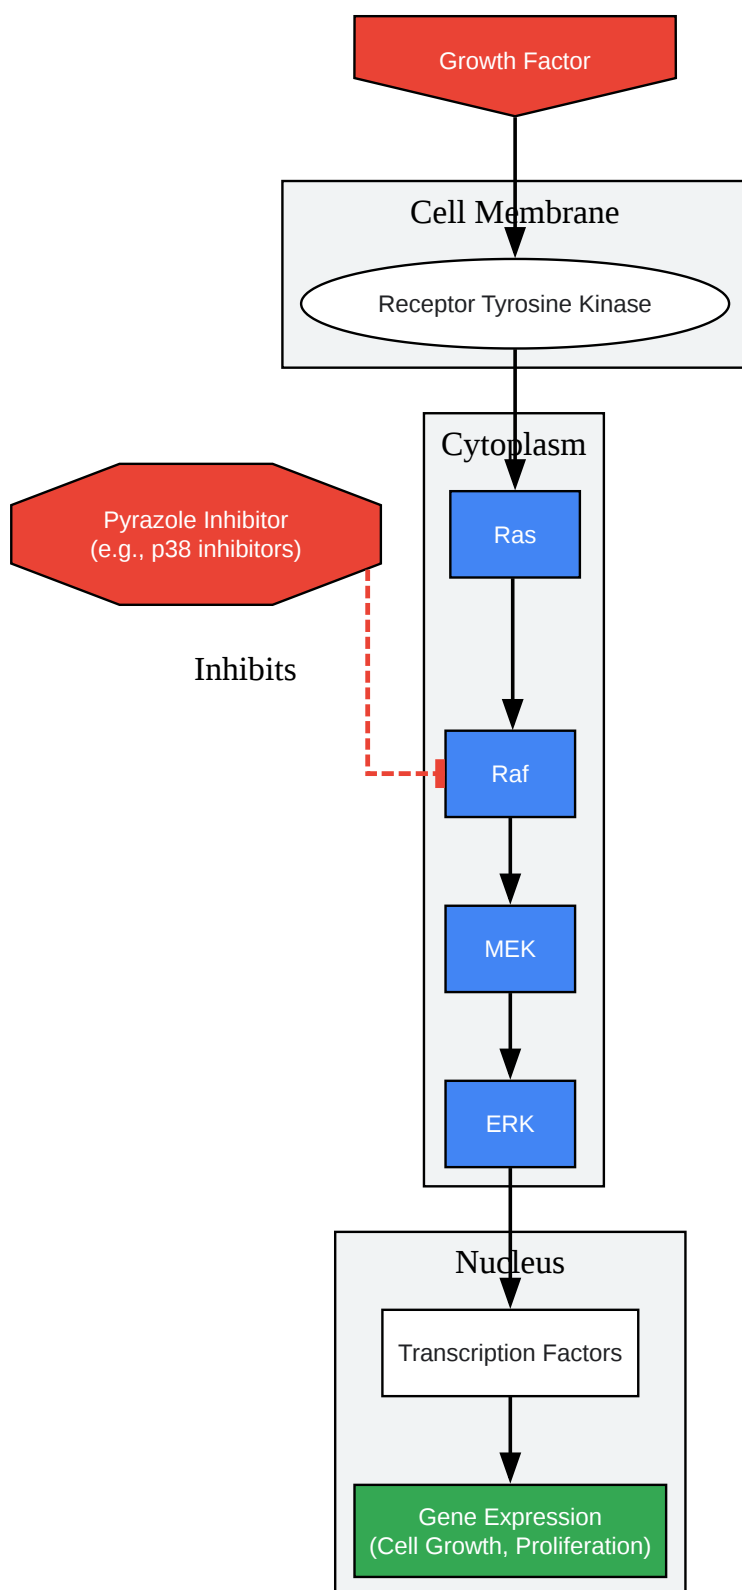 Growth Factor
Cell Membrane
Receptor Tyrosine Kinase
Cytoplasm
Pyrazole Inhibitor
(e.g., p38 inhibitors)
Ras
Inhibits
Raf
MEK
ERK
Nucleus
Transcription Factors
Gene Expression
(Cell Growth, Proliferation)